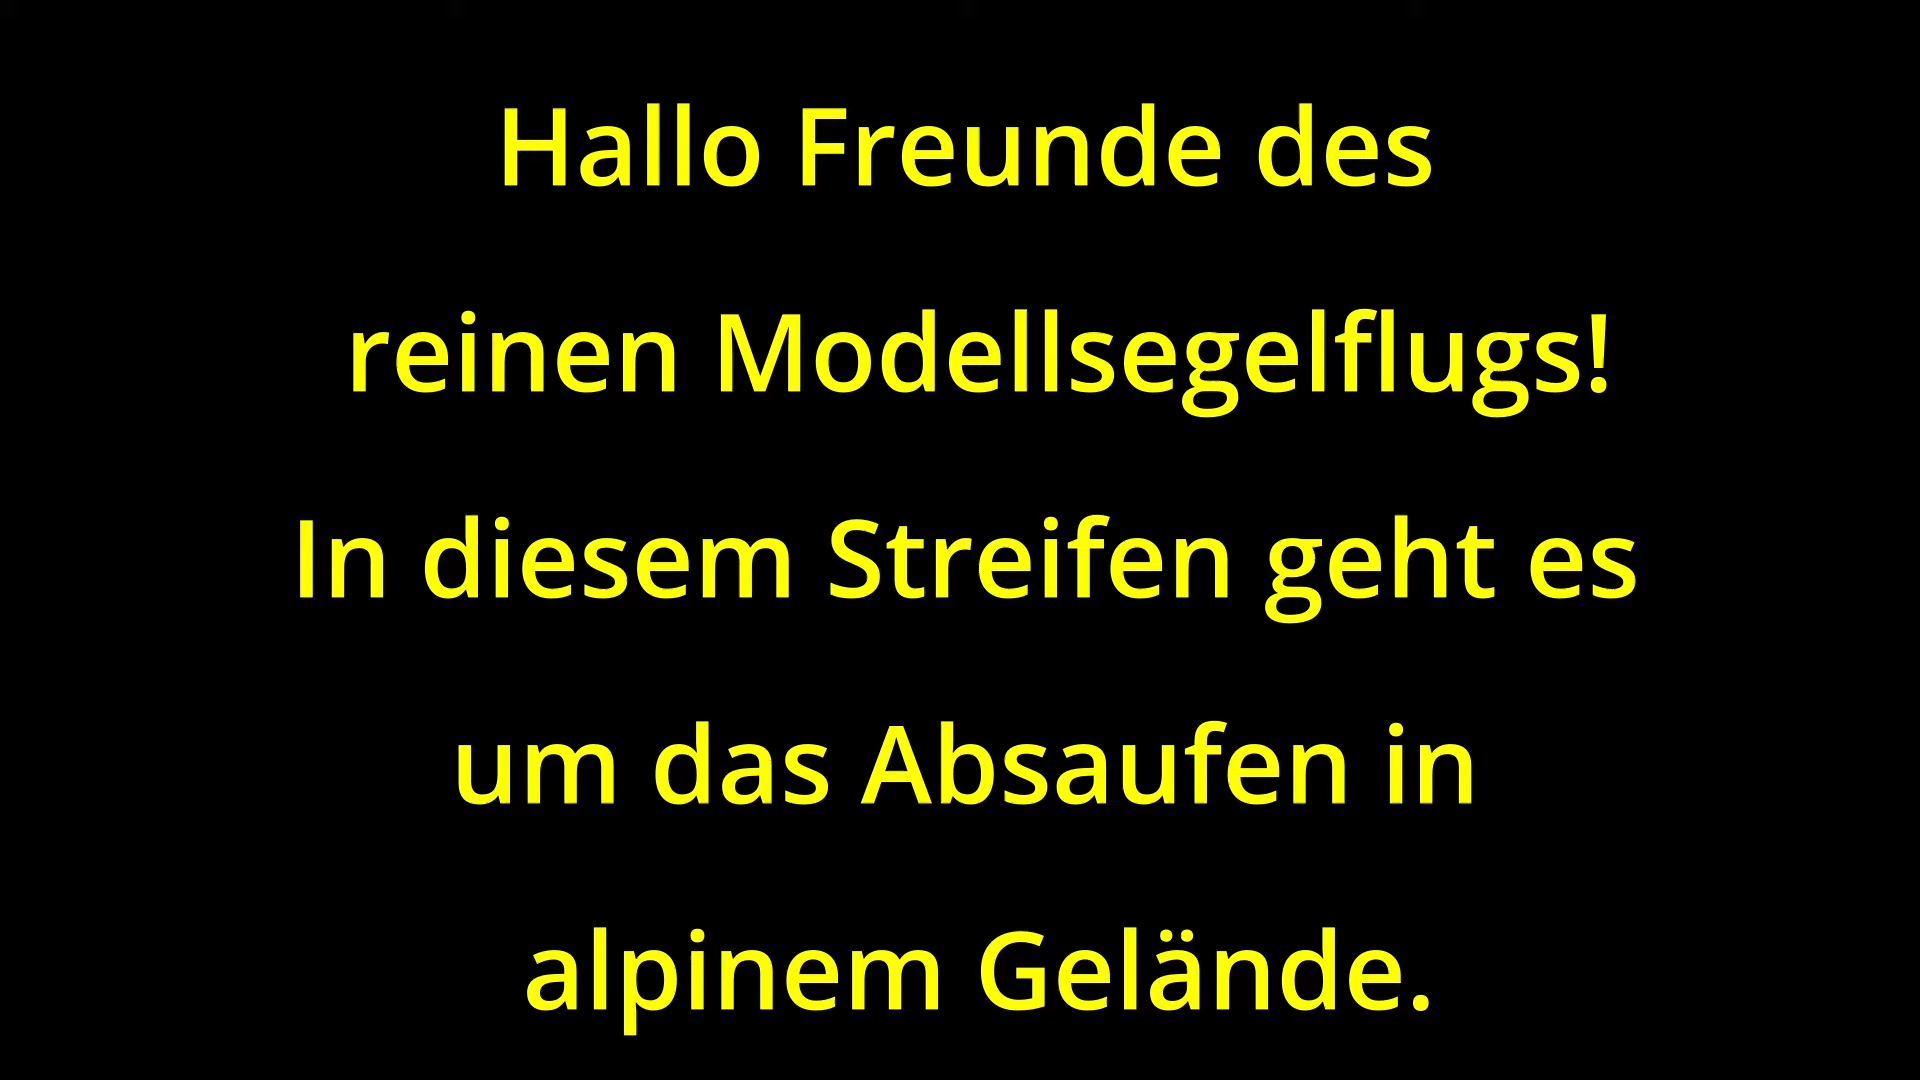 Hallo Freunde des
reinen Modellsegelflugs!
In diesem Streifen geht es
um das Absaufen in
alpinem Gelände.